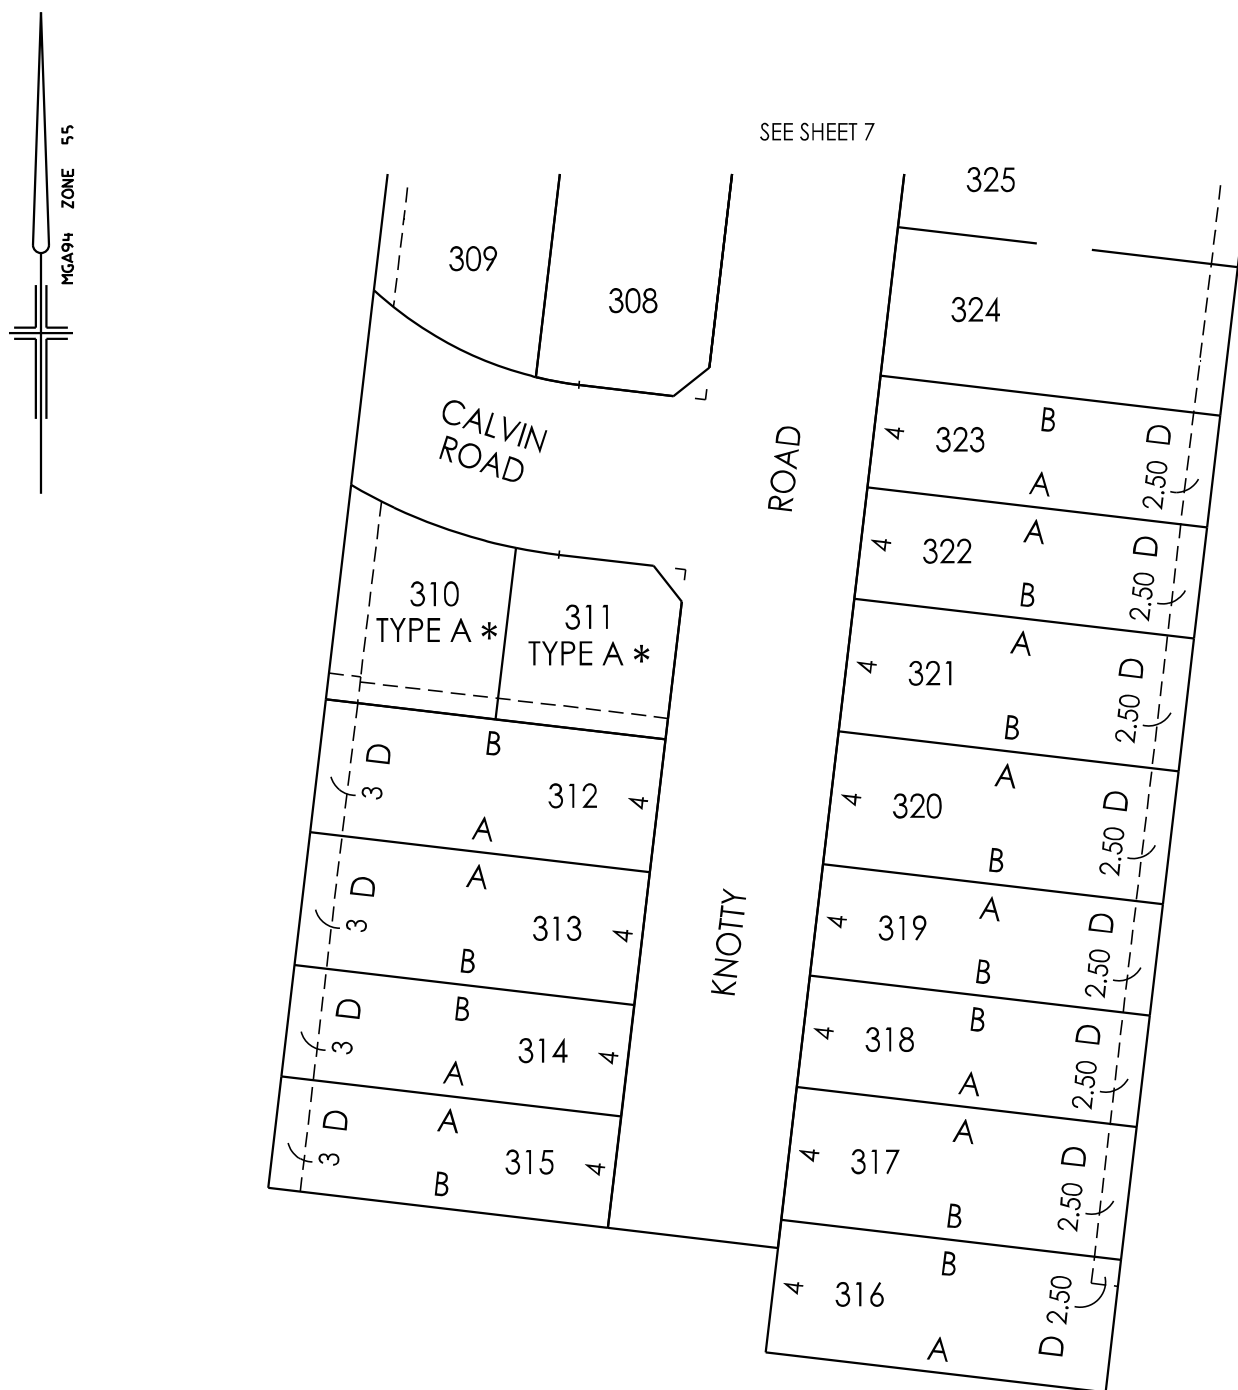 MGA94 ZONE 55
SEE SHEET 7
325
309
308
324
CALVIN
ROAD
ROAD
KNOTTY
B
4 323 2.50 D
A
A
4 322 2.50 D
B
310
TYPE A *
311
TYPE A *
A
4 321 2.50 D
B
B
3 D 312 4
A
A
4 320 2.50 D
B
A
3 D 313 4
B
A
4 319 2.50 D
B
B
3 D 314 4
A
B
4 318 2.50 D
A
A
3 D 315 4
B
A
4 317 2.50 D
B
B
4 316 D 2.50
A